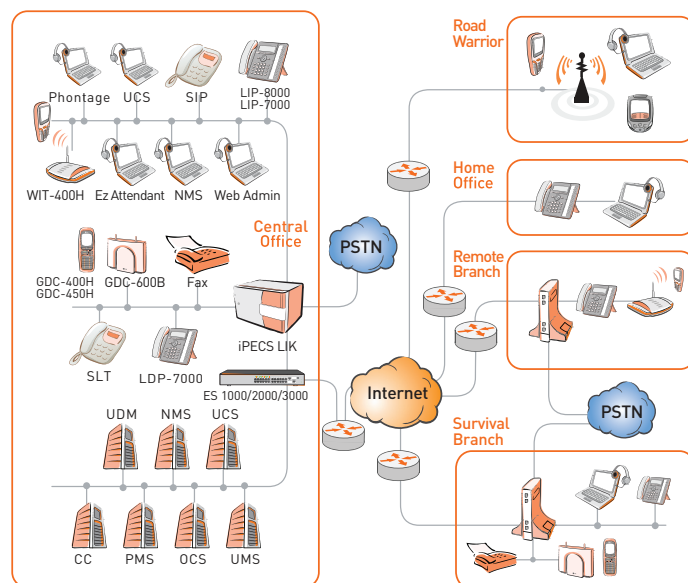 Phontage
UCS
SIP
LIP-8000
LIP-7000
WIT-400H
Ez Attendant
NMS
Web Admin
Central
Office
GDC-400H
GDC-450H
GDC-600B
Fax
iPECS LIK
SLT
LDP-7000
ES 1000/2000/3000
UDM
NMS
UCS
CC
PMS
OCS
UMS
PSTN
Internet
Road
Warrior
Home
Office
Remote
Branch
PSTN
Survival
Branch